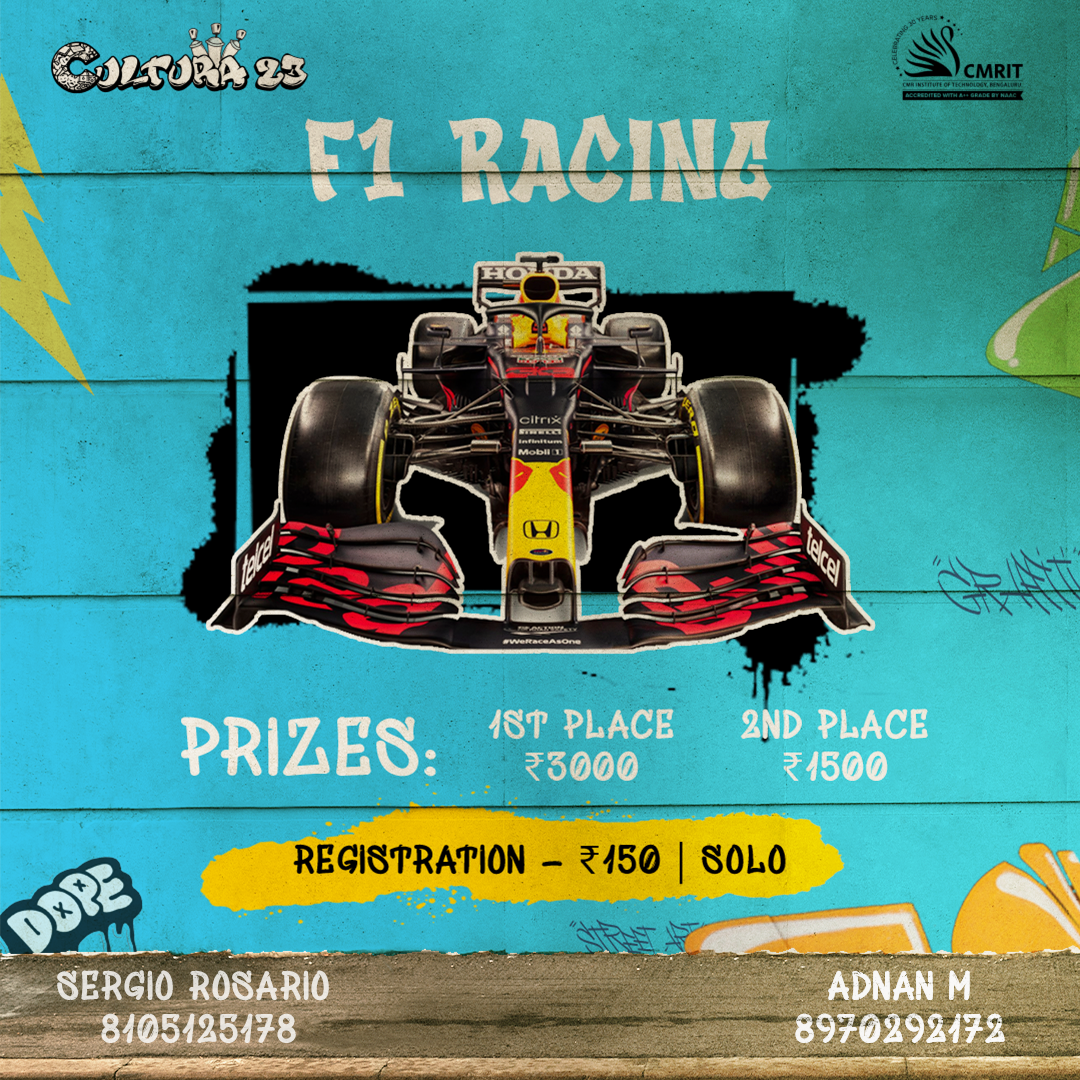 CULTURA 23
CELEBRATING 30 YEARS
CMRIT
CMR INSTITUTE OF TECHNOLOGY, BENGALURU
ACCREDITED WITH A++ GRADE BY NAAC
F1 RACING
HONDA
citrix
PIRELLI
infinitum
Mobil 1
telcel
telcel
#WeRaceAsOne
PRIZES:
1ST PLACE
₹3000
2ND PLACE
₹1500
REGISTRATION – ₹150 | SOLO
DOPE
SERGIO ROSARIO
8105125178
ADNAN M
8970292172